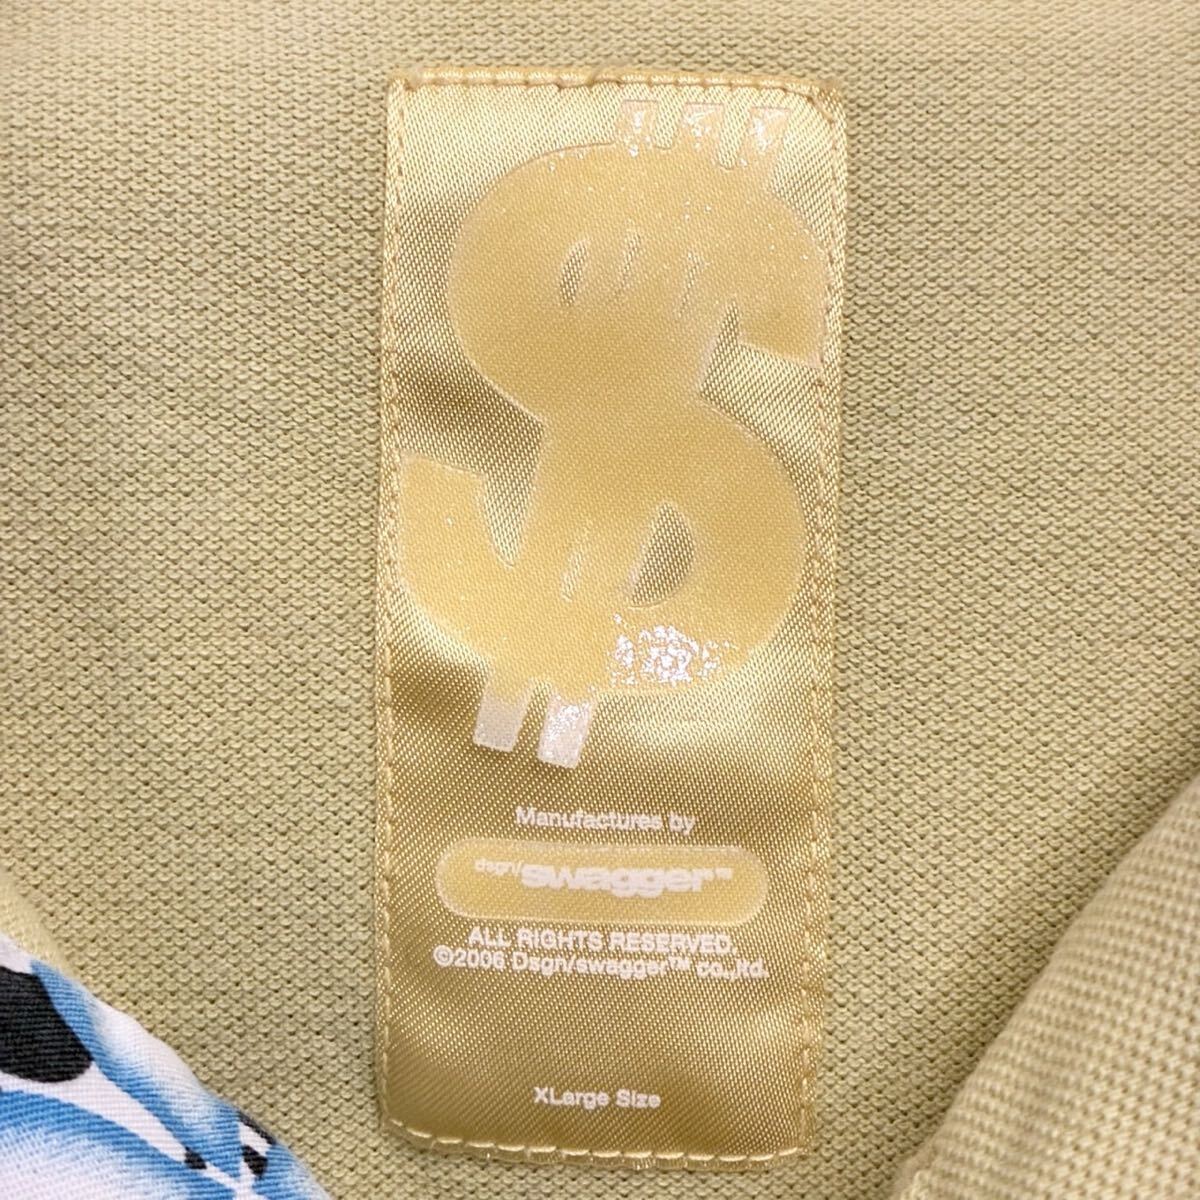 Manufactures by
dsgn/swagger™
ALL RIGHTS RESERVED.
©2006 Dsgn/swagger™ co.,ltd.
XLarge Size